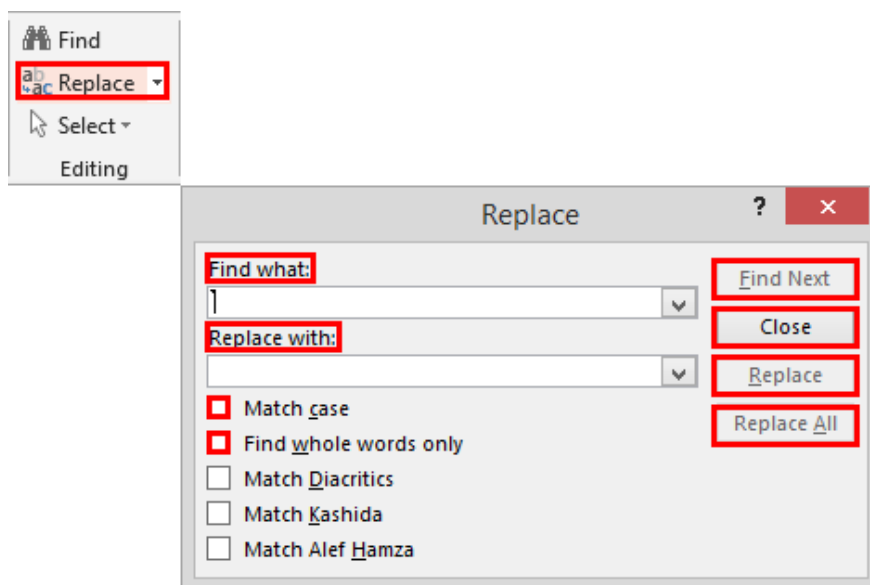 Find
Replace
Select
Editing
Replace
?
Find what:
Find Next
Close
Replace with:
Replace
Match case
Replace All
Find whole words only
Match Diacritics
Match Kashida
Match Alef Hamza